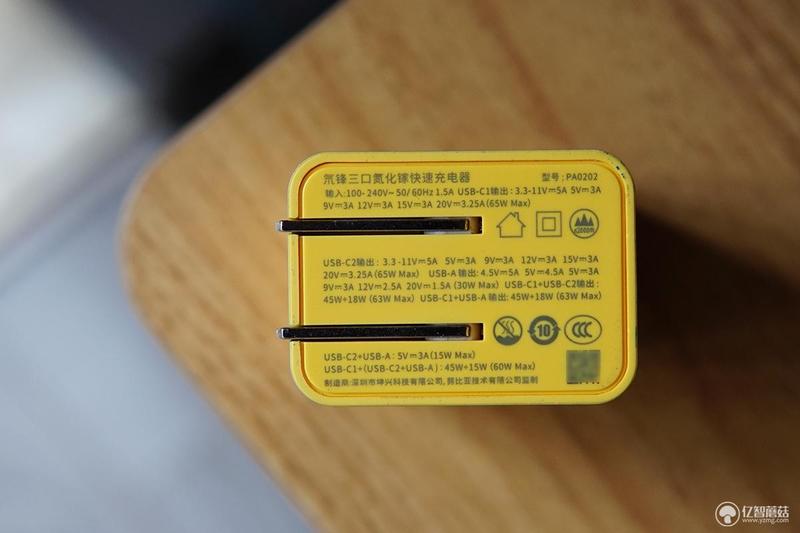 氘锋三口氮化镓快速充电器 型号:PA0202
输入:100-240V~50/60Hz 1.5A USB-C1输出:3.3-11V⎓5A 5V⎓3A
9V⎓3A 12V⎓3A 15V⎓3A 20V⎓3.25A(65W Max)
≤2000m
USB-C2输出: 3.3-11V⎓5A 5V⎓3A 9V⎓3A 12V⎓3A 15V⎓3A
20V⎓3.25A(65W Max) USB-A输出:4.5V⎓5A 5V⎓4.5A 5V⎓3A
9V⎓3A 12V⎓2.5A 20V⎓1.5A (30W Max) USB-C1+USB-C2输出:
45W+18W (63W Max) USB-C1+USB-A输出: 45W+18W (63W Max)
10
CCC
USB-C2+USB-A: 5V⎓3A(15W Max)
USB-C1+(USB-C2+USB-A):45W+15W(60W Max)
制造商:深圳市坤兴科技有限公司,努比亚技术有限公司监制
亿智蘑菇
www.yzmg.com